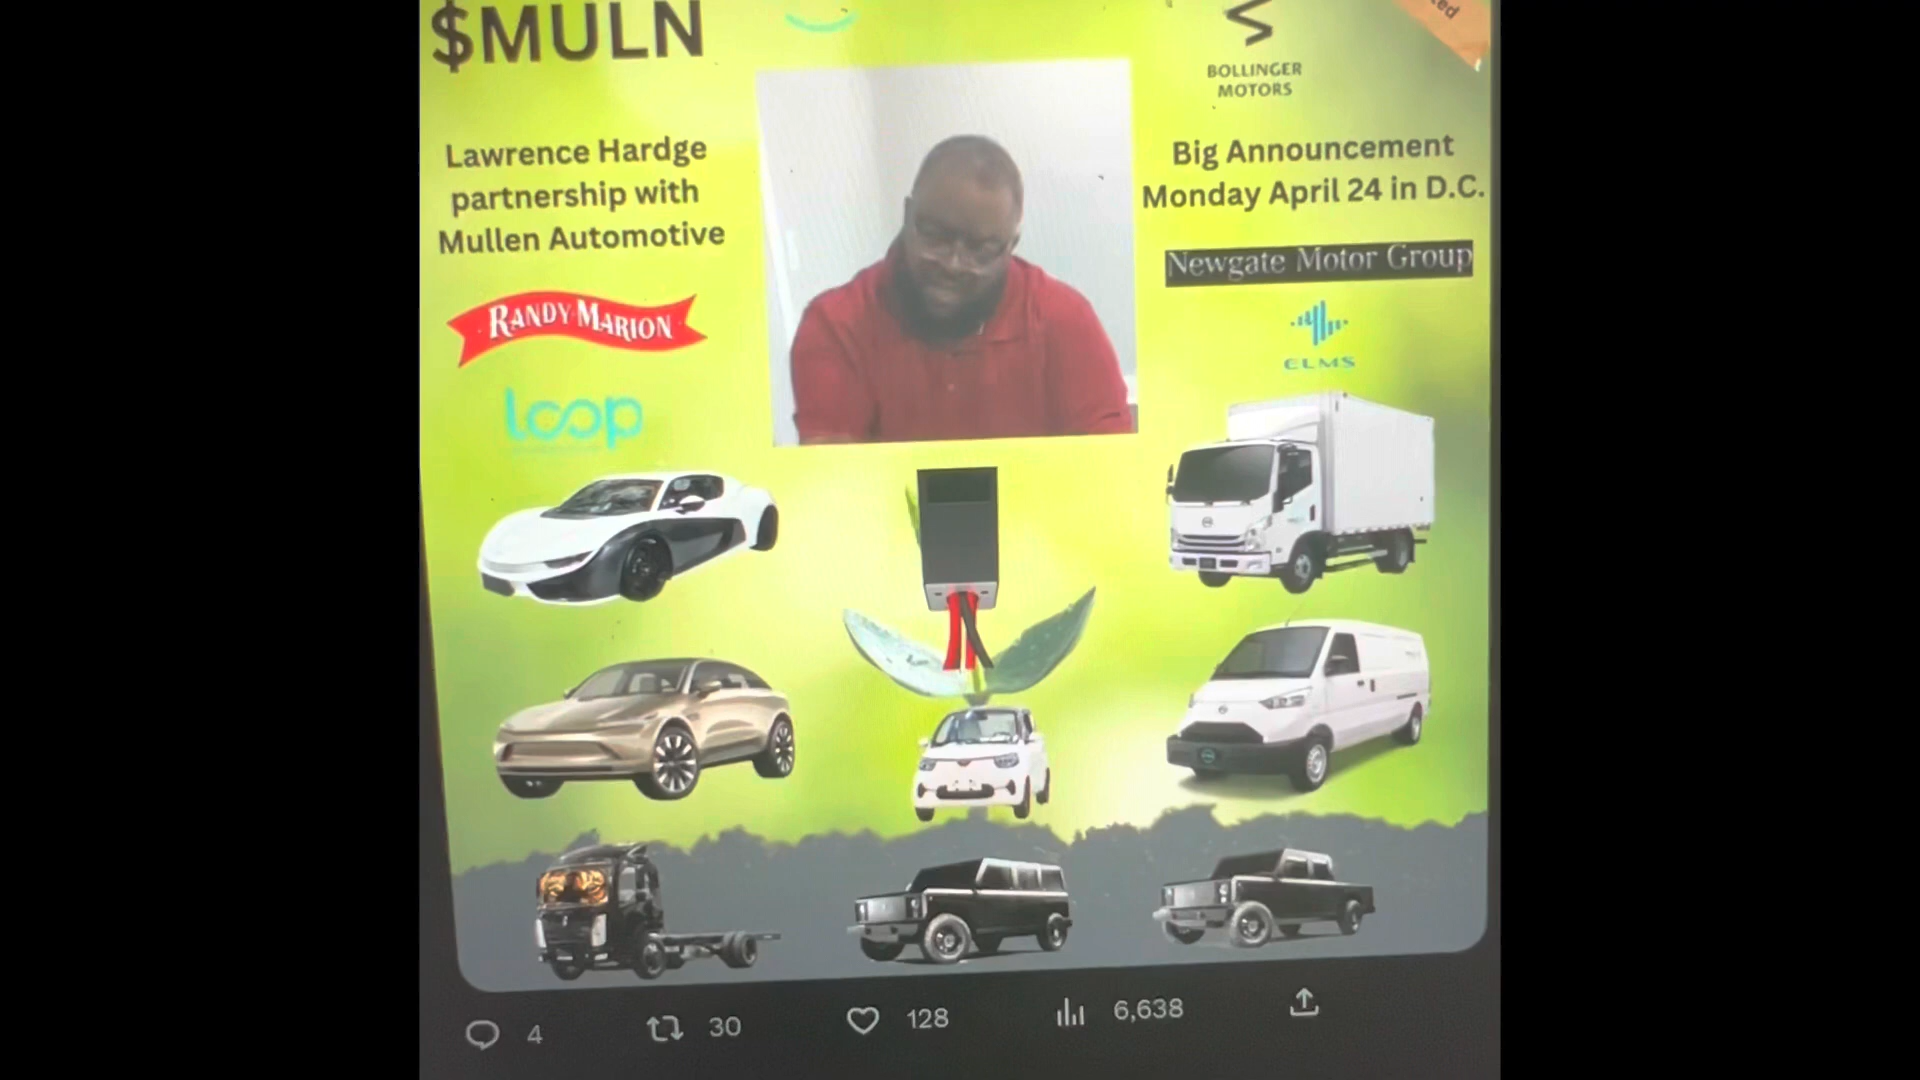 $MULN
BOLLINGER
MOTORS
Lawrence Hardge
partnership with
Mullen Automotive
Big Announcement
Monday April 24 in D.C.
RANDY MARION
Newgate Motor Group
ELMS
loop
4
30
128
6,638